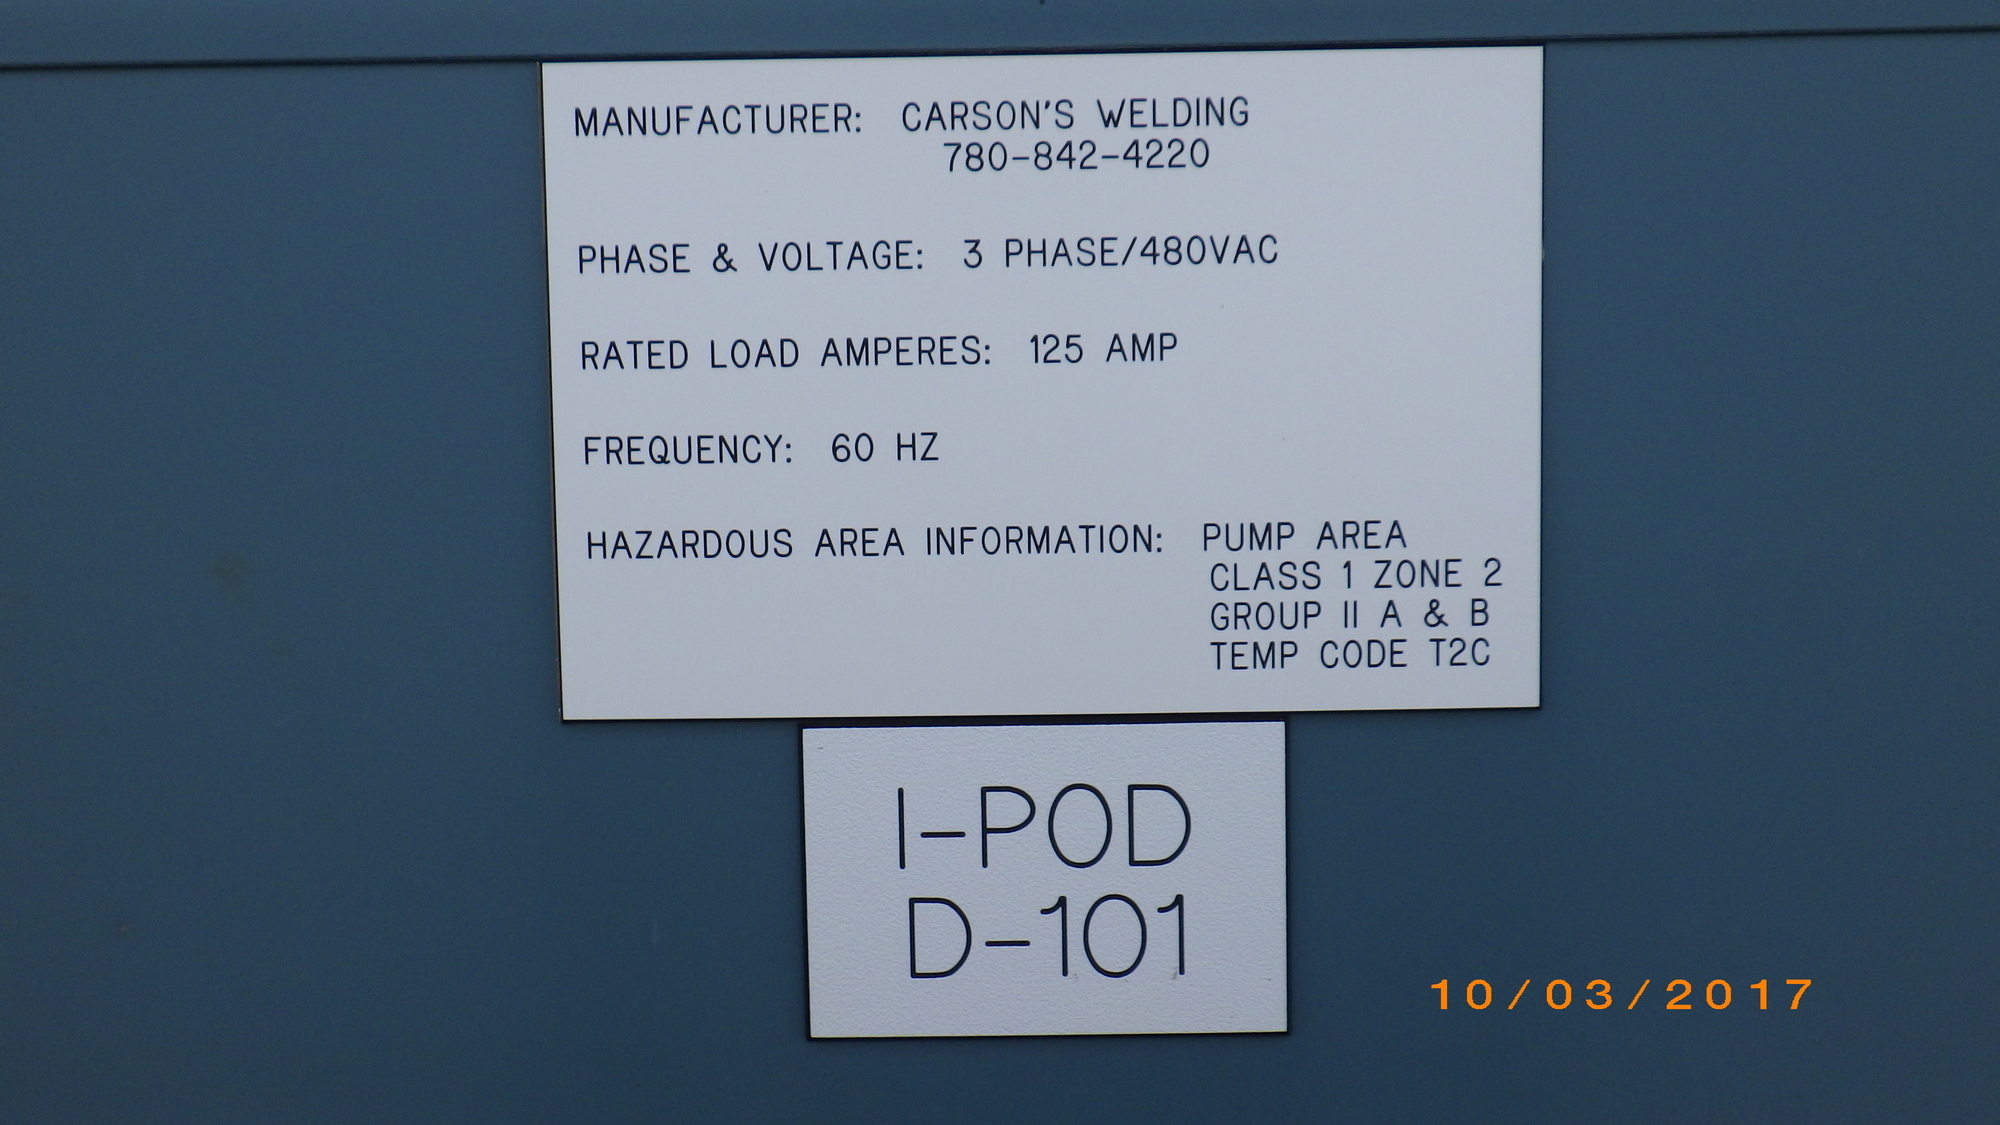 MANUFACTURER: CARSON'S WELDING
780-842-4220
PHASE & VOLTAGE: 3 PHASE/480VAC
RATED LOAD AMPERES: 125 AMP
FREQUENCY: 60 HZ
HAZARDOUS AREA INFORMATION: PUMP AREA
CLASS 1 ZONE 2
GROUP II A & B
TEMP CODE T2C
I-POD
D-101
10/03/2017